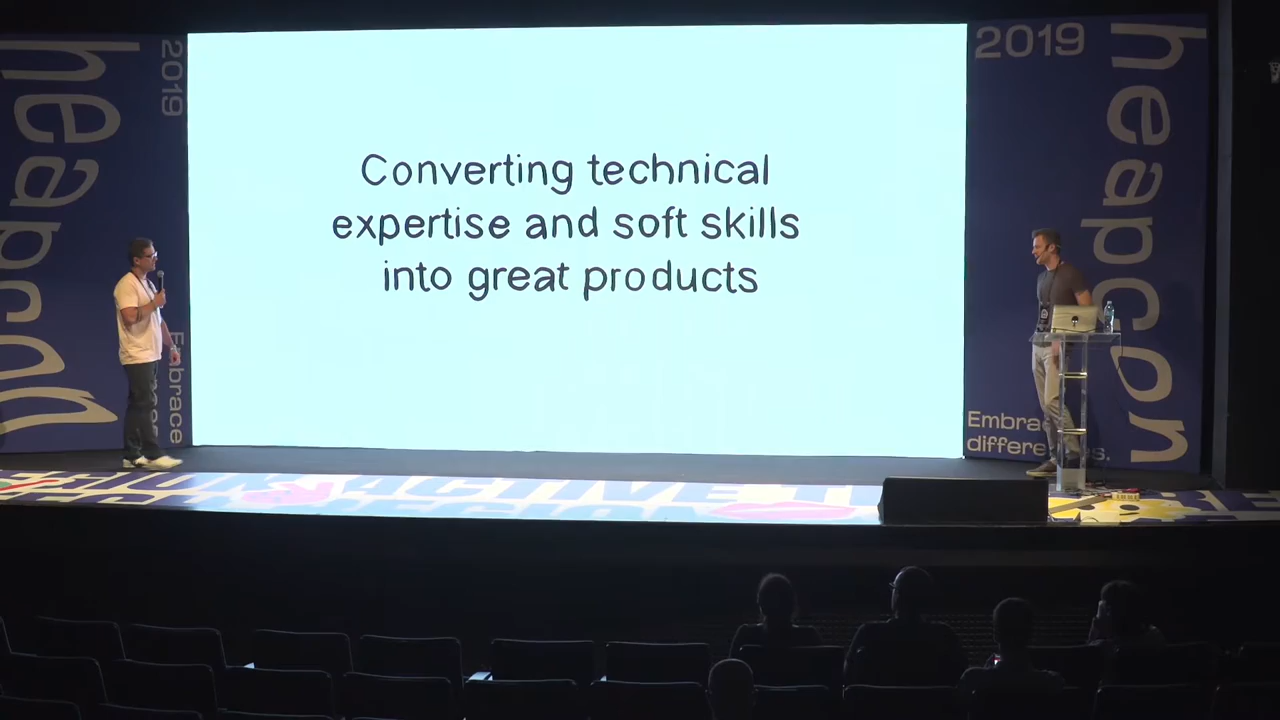 heapcon
2019
Embrace
Converting technical
expertise and soft skills
into great products
2019
heapcon
Embrace
differences.